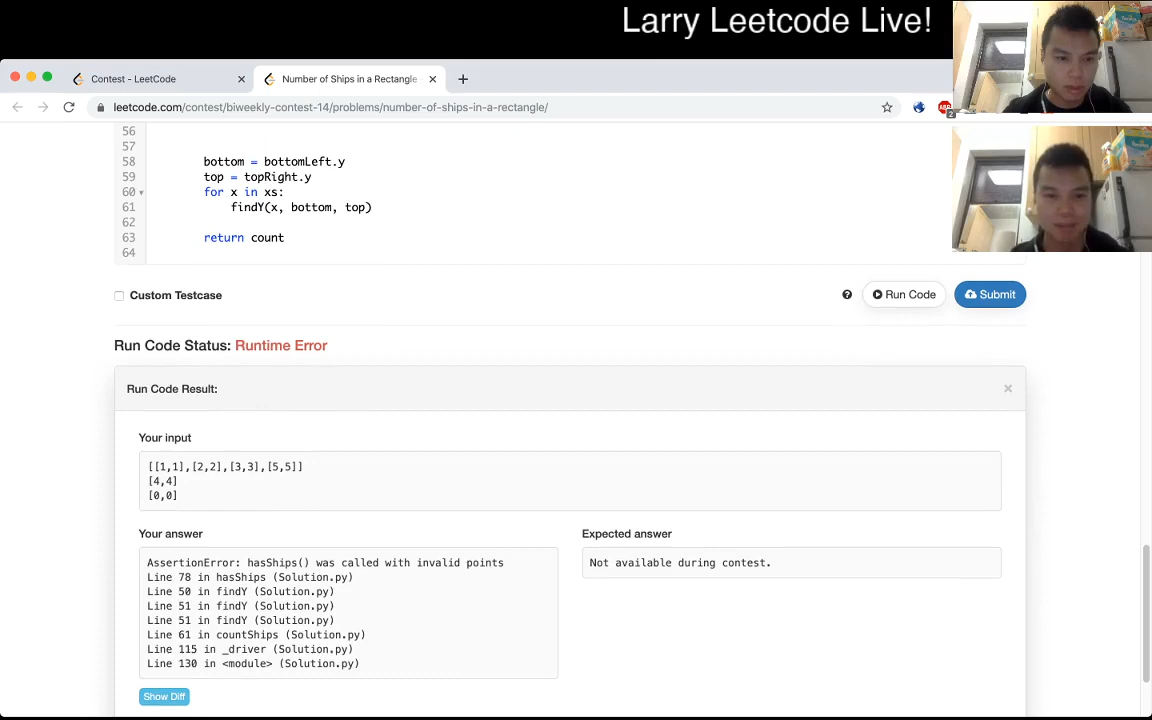 Larry Leetcode Live!
Contest - LeetCode
Number of Ships in a Rectangle
leetcode.com/contest/biweekly-contest-14/problems/number-of-ships-in-a-rectangle/
56
57
58 bottom = bottomLeft.y
59 top = topRight.y
60 for x in xs:
61 findY(x, bottom, top)
62
63 return count
64
Custom Testcase
Run Code
Submit
Run Code Status: Runtime Error
Run Code Result:
Your input
[[1,1],[2,2],[3,3],[5,5]]
[4,4]
[0,0]
Your answer
Expected answer
AssertionError: hasShips() was called with invalid points
Line 78 in hasShips (Solution.py)
Line 50 in findY (Solution.py)
Line 51 in findY (Solution.py)
Line 51 in findY (Solution.py)
Line 61 in countShips (Solution.py)
Line 115 in _driver (Solution.py)
Line 130 in <module> (Solution.py)
Not available during contest.
Show Diff